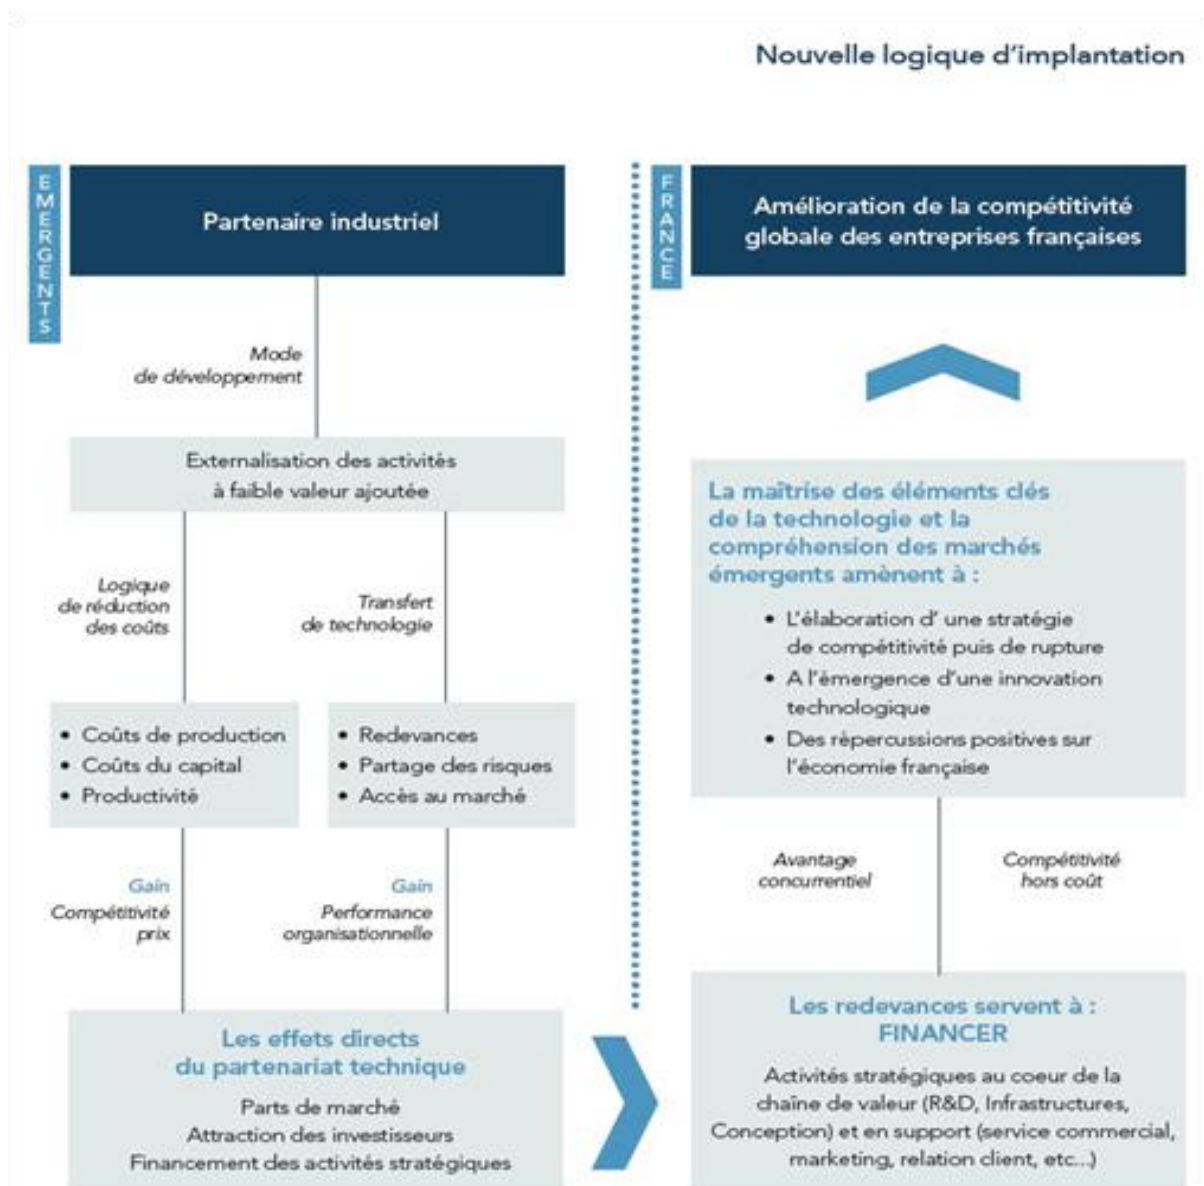 Nouvelle logique d'implantation
EMERGENTS
Partenaire industriel
Mode
de développement
Externalisation des activités
à faible valeur ajoutée
Logique
de réduction
des coûts
Transfert
de technologie
• Coûts de production
• Coûts du capital
• Productivité
• Redevances
• Partage des risques
• Accès au marché
Gain
Compétitivité
prix
Gain
Performance
organisationnelle
Les effets directs
du partenariat technique
Parts de marché
Attraction des investisseurs
Financement des activités stratégiques
FRANCE
Amélioration de la compétitivité
globale des entreprises françaises
La maîtrise des éléments clés
de la technologie et la
compréhension des marchés
émergents amènent à :
• L'élaboration d' une stratégie
de compétitivité puis de rupture
• A l'émergence d'une innovation
technologique
• Des rèpercussions positives sur
l'économie française
Avantage
concurrentiel
Compétitivité
hors coût
Les redevances servent à :
FINANCER
Activités stratégiques au coeur de la
chaîne de valeur (R&D, Infrastructures,
Conception) et en support (service commercial,
marketing, relation client, etc...)